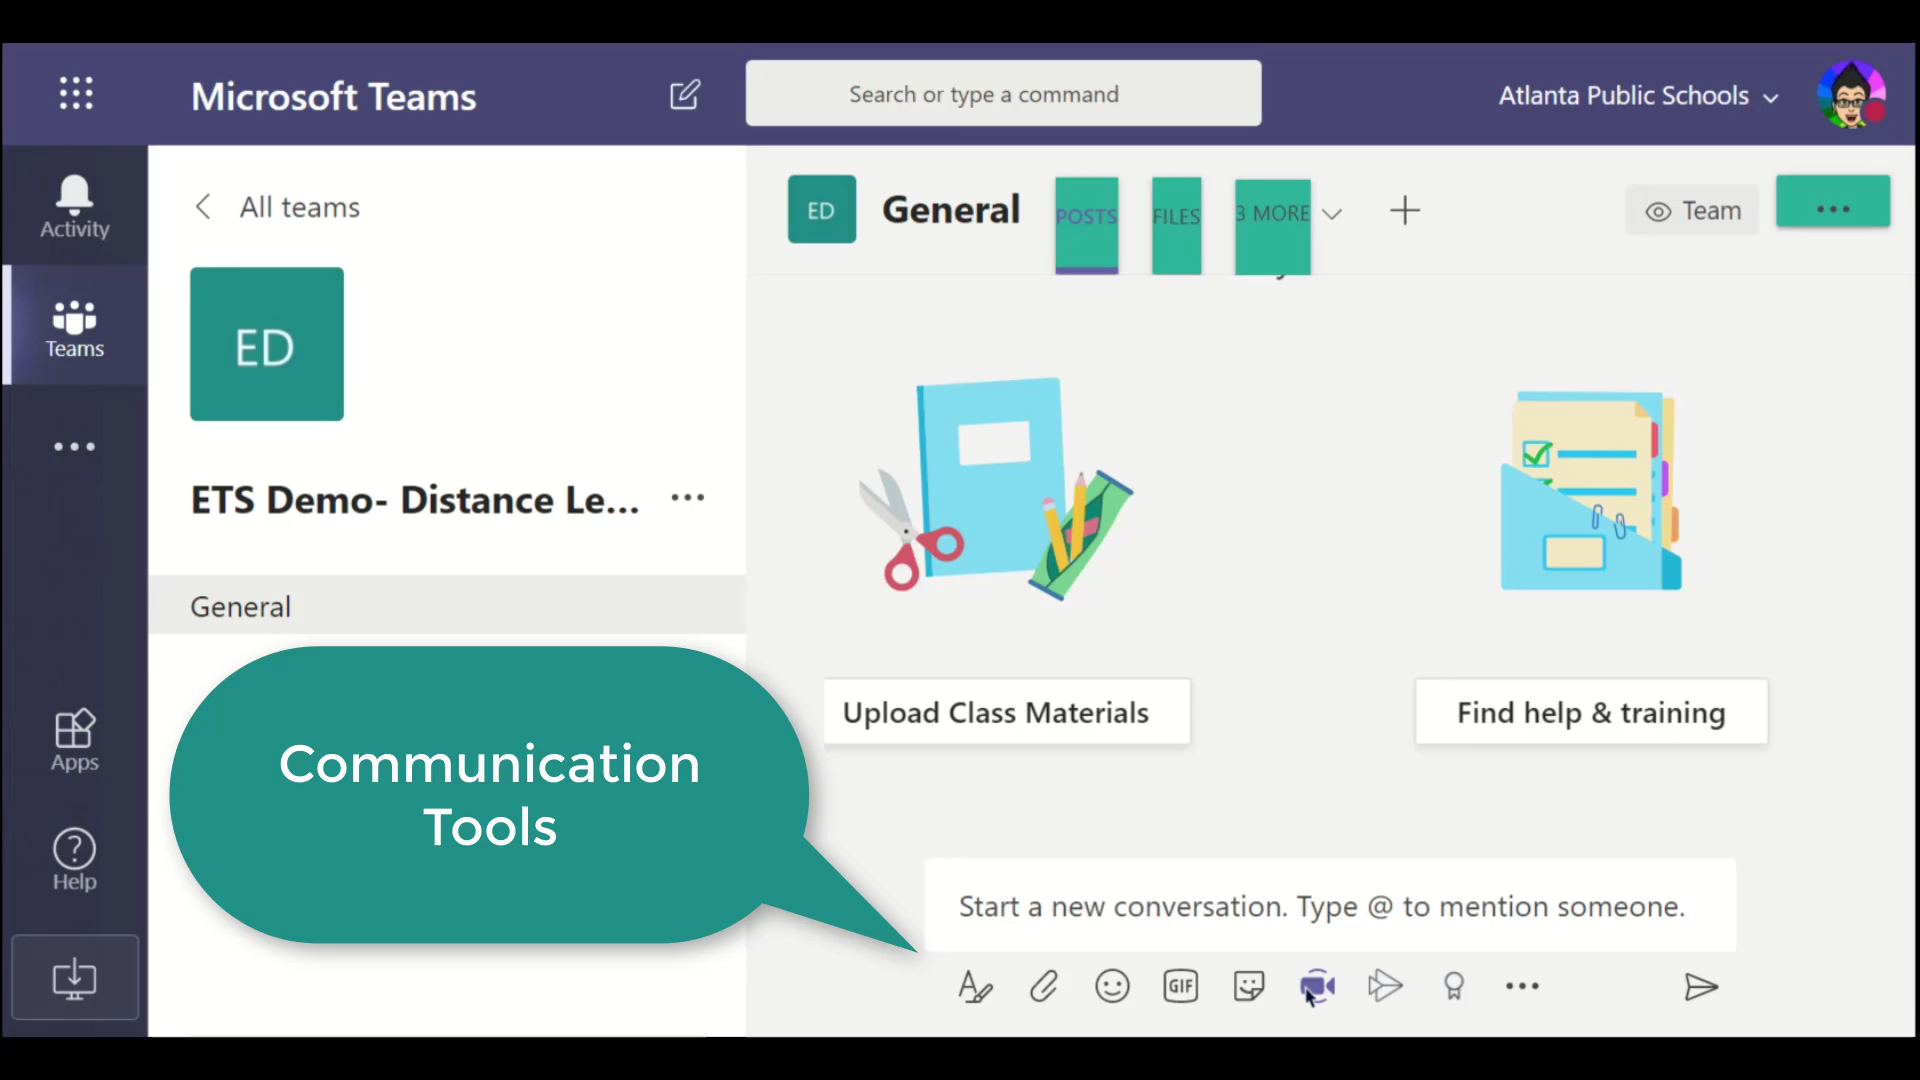 Microsoft Teams
Search or type a command
Atlanta Public Schools
Activity
Teams
Apps
Help
All teams
ED
ETS Demo- Distance Le...
General
ED
General
POSTS
FILES
3 MORE
Team
Upload Class Materials
Find help & training
Communication
Tools
Start a new conversation. Type @ to mention someone.
GIF